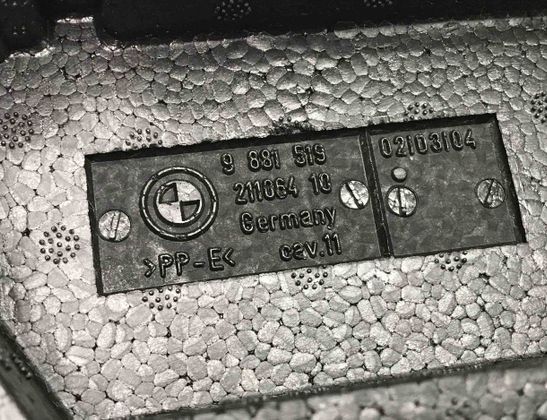 9 881 519
211064 10
Germany
>PP-E< cav.11
02103104